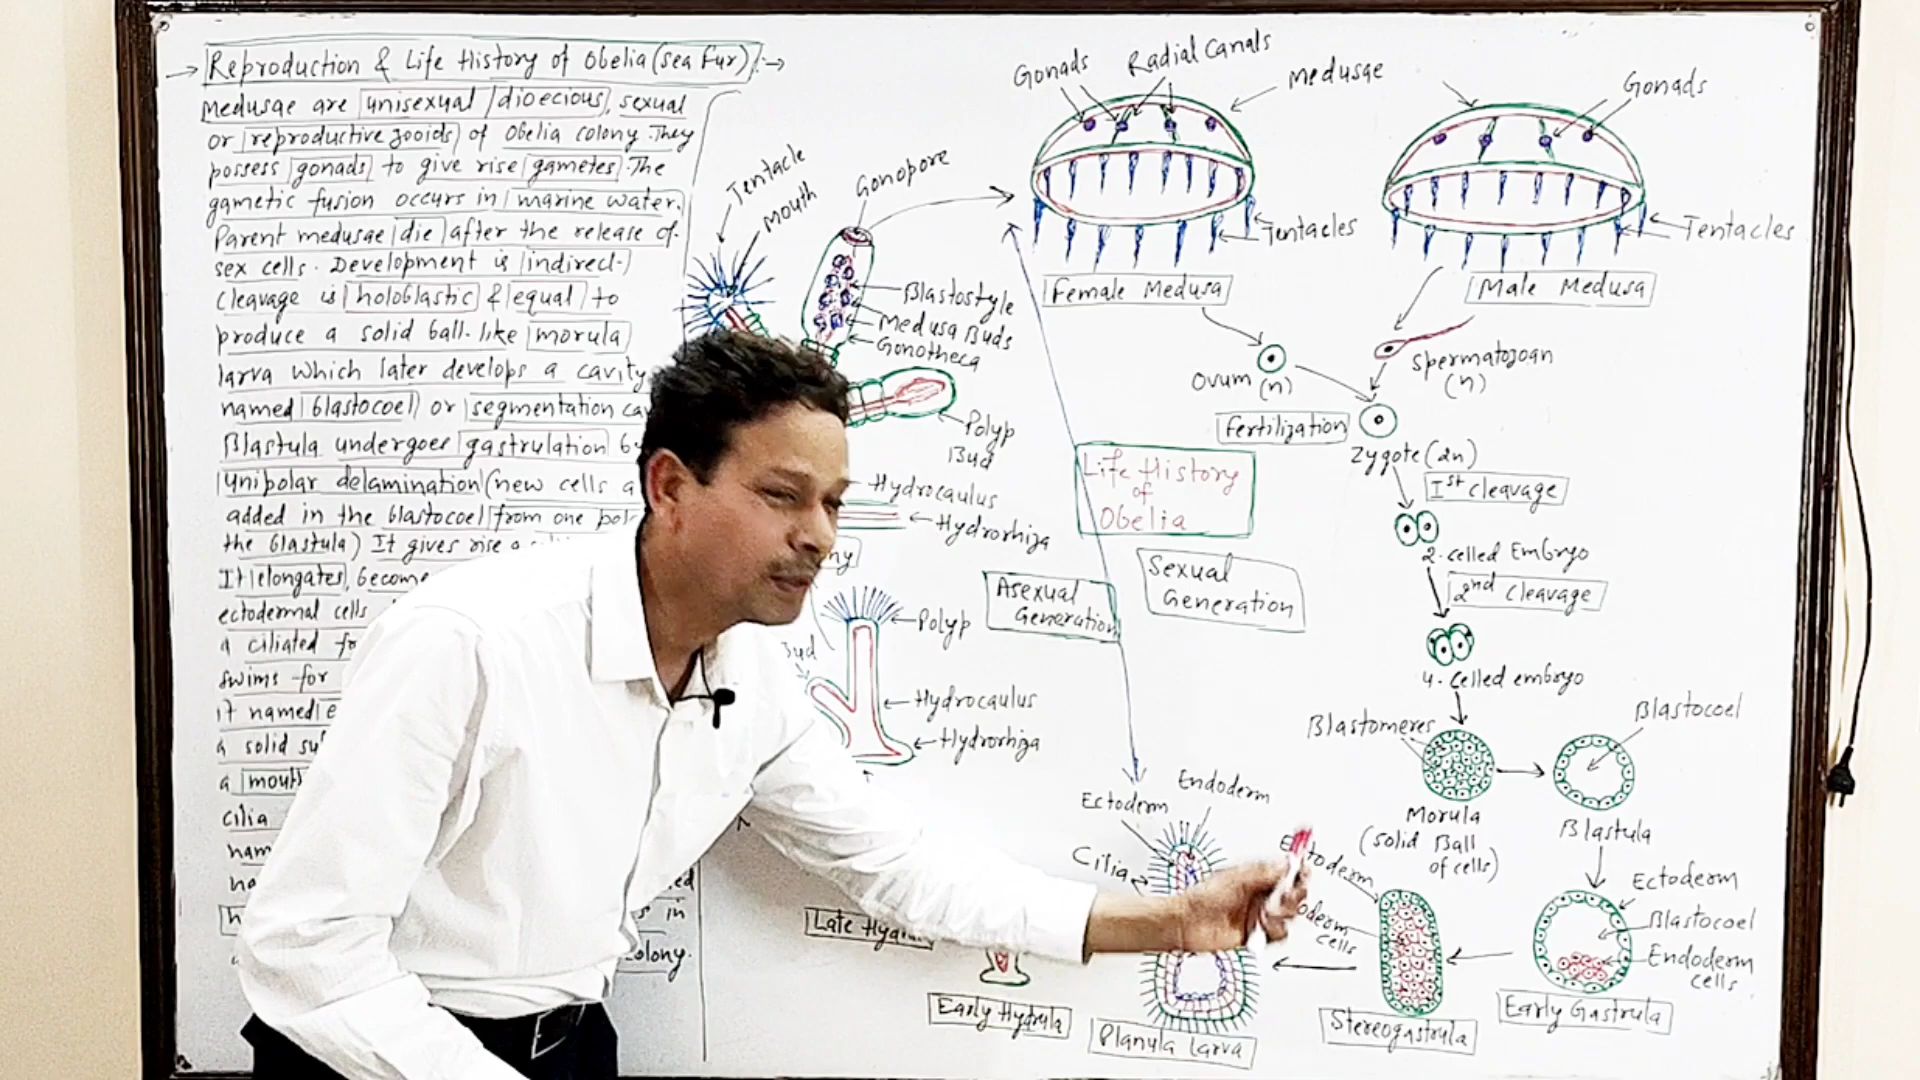 → Reproduction & Life History of Obelia (Sea Fur) :→
Medusae are unisexual / dioecious, sexual
or reproductive zooids of Obelia colony. They
possess gonads to give rise gametes. The
gametic fusion occurs in marine water.
Parent medusae die after the release of
sex cells. Development is indirect.
Cleavage is holoblastic & equal to
produce a solid ball-like morula
larva which later develops a cavity
named blastocoel or segmentation
Blastula undergoes gastrulation
Unipolar delamination (new cells
added in the blastocoel from one
the blastula) It gives rise
It elongates,
ectodermal cells
a ciliated
swims for
it named
a solid
a
cilia
in
colony.
Tentacle
Mouth
Gonopore
Blastostyle
Medusa Buds
Gonotheca
Polyp
Bud
Hydrocaulus
Hydrorhiza
Polyp
Bud
Hydrocaulus
Hydrorhiza
Late
Early Hydrula
Gonads
Radial Canals
Medusae
Gonads
Tentacles
Tentacles
Female Medusa
Male Medusa
Ovum (n)
Spermatozoan
(n)
Fertilization
Zygote (2n)
Ist cleavage
2-celled Embryo
2nd cleavage
4-celled embryo
Life History
of
Obelia
Asexual
Generation
Sexual
Generation
Blastomeres
Blastocoel
Morula
(Solid Ball
of cells)
Blastula
Ectoderm
Blastocoel
Endoderm
cells
Early Gastrula
cells
Stereogastrula
Ectoderm
Endoderm
Cilia
Planula Larva